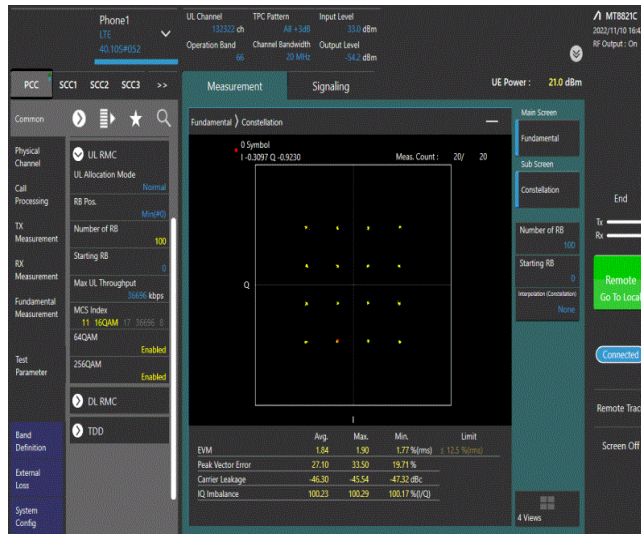 Phone1
LTE
40.10S#052
UL Channel TPC Pattern Input Level
132322 ch All +3dB 33.0 dBm
Operation Band Channel Bandwidth Output Level
66 20 MHz -54.2 dBm
MT8821C
2022/11/10 16:4
RF Output : On
PCC SCC1 SCC2 SCC3 >>
Measurement Signaling
UE Power : 21.0 dBm
Common
Physical
Channel
Call
Processing
TX
Measurement
RX
Measurement
Fundamental
Measurement
Test
Parameter
Band
Definition
External
Loss
System
Config
UL RMC
UL Allocation Mode
Normal
RB Pos.
Min(#0)
Number of RB
100
Starting RB
0
Max UL Throughput
36696 kbps
MCS Index
11 16QAM 17 36696 6
64QAM
Enabled
256QAM
Enabled
DL RMC
TDD
Fundamental > Constellation
0 Symbol
I -0.3097 Q -0.9230 Meas. Count : 20/ 20
Q
I
Avg. Max. Min. Limit
EVM 1.84 1.90 1.77 %(rms) ≤ 12.5 %(rms)
Peak Vector Error 27.10 33.50 19.71 %
Carrier Leakage -46.30 -45.54 -47.32 dBc
IQ Imbalance 100.23 100.29 100.17 %(I/Q)
Main Screen
Fundamental
Sub Screen
Constellation
Number of RB
100
Starting RB
0
Interpolation (Constellation)
None
4 Views
End
Tx
Rx
Remote
Go To Local
Connected
Remote Trac
Screen Off